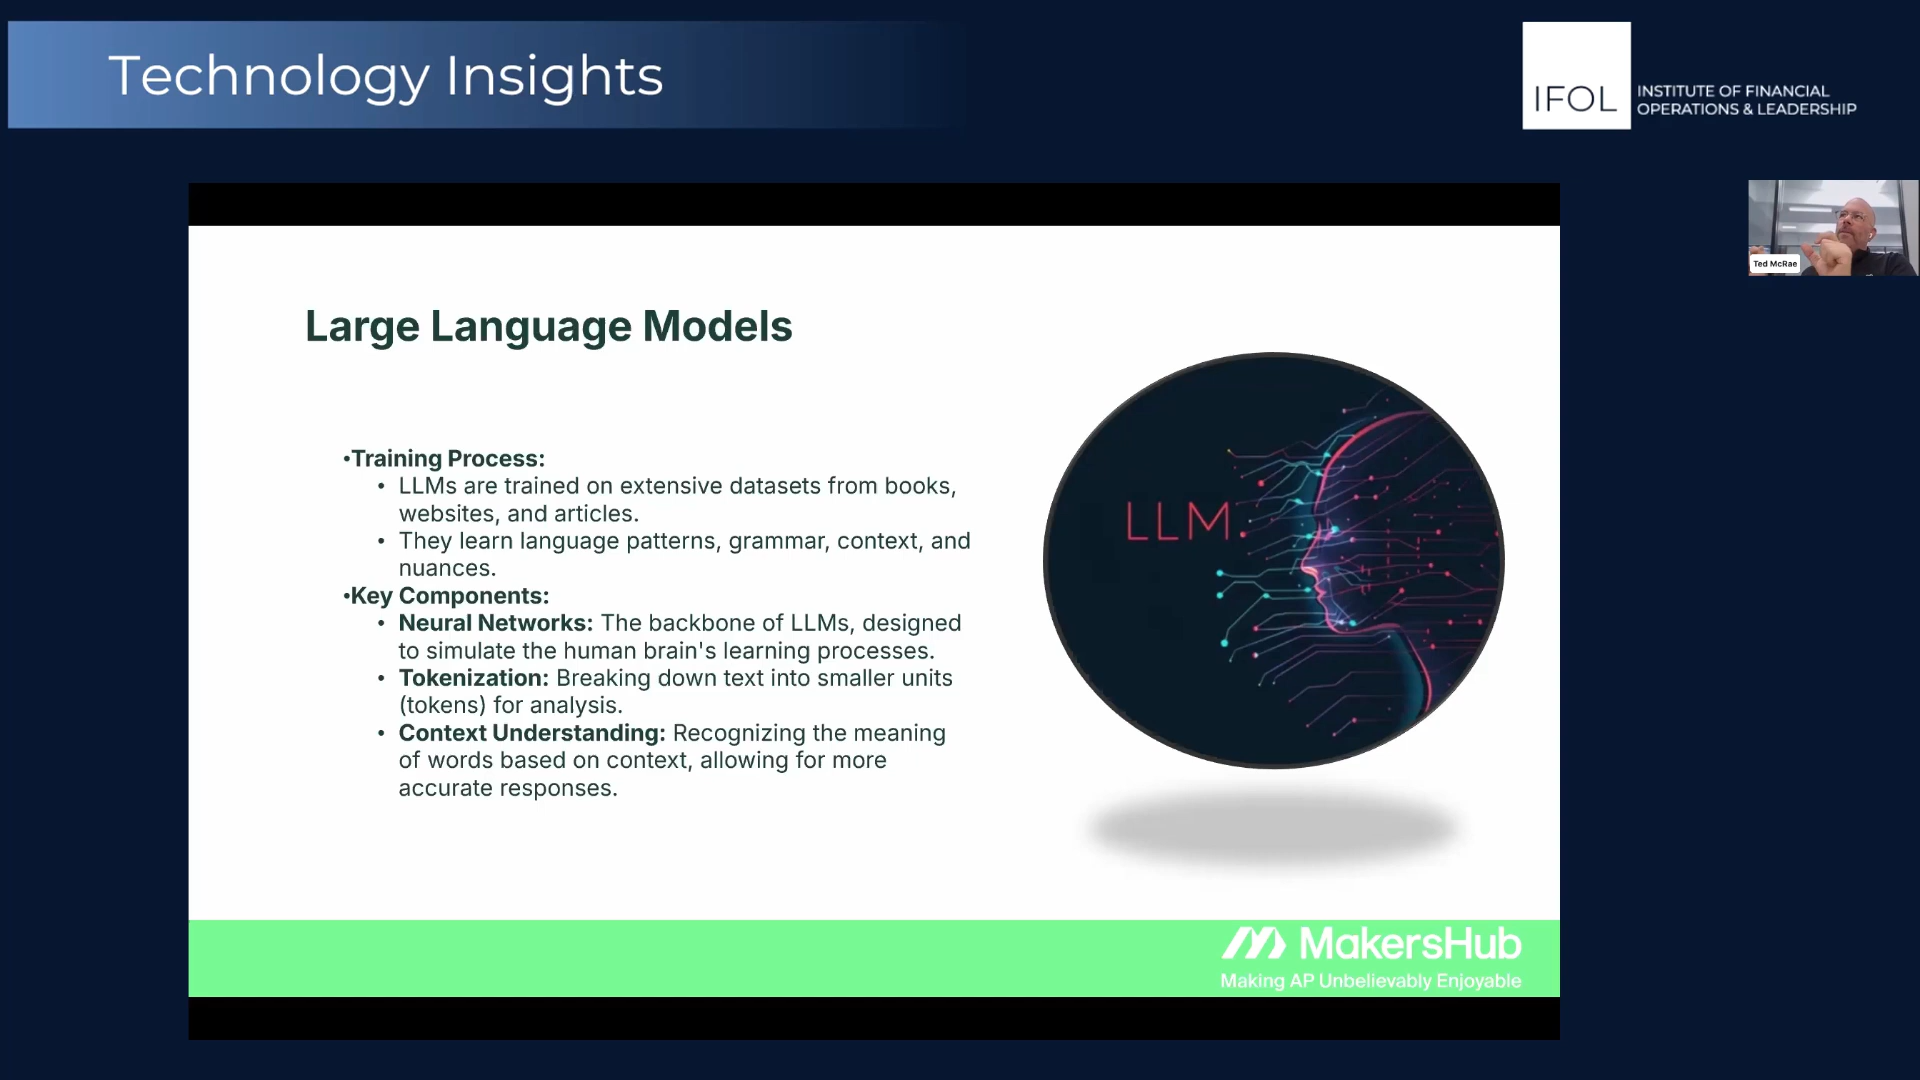 Technology Insights
IFOL
INSTITUTE OF FINANCIAL
OPERATIONS & LEADERSHIP
Ted McRae
Large Language Models
•Training Process:
• LLMs are trained on extensive datasets from books,
websites, and articles.
• They learn language patterns, grammar, context, and
nuances.
•Key Components:
• Neural Networks: The backbone of LLMs, designed
to simulate the human brain's learning processes.
• Tokenization: Breaking down text into smaller units
(tokens) for analysis.
• Context Understanding: Recognizing the meaning
of words based on context, allowing for more
accurate responses.
LLM
MakersHub
Making AP Unbelievably Enjoyable